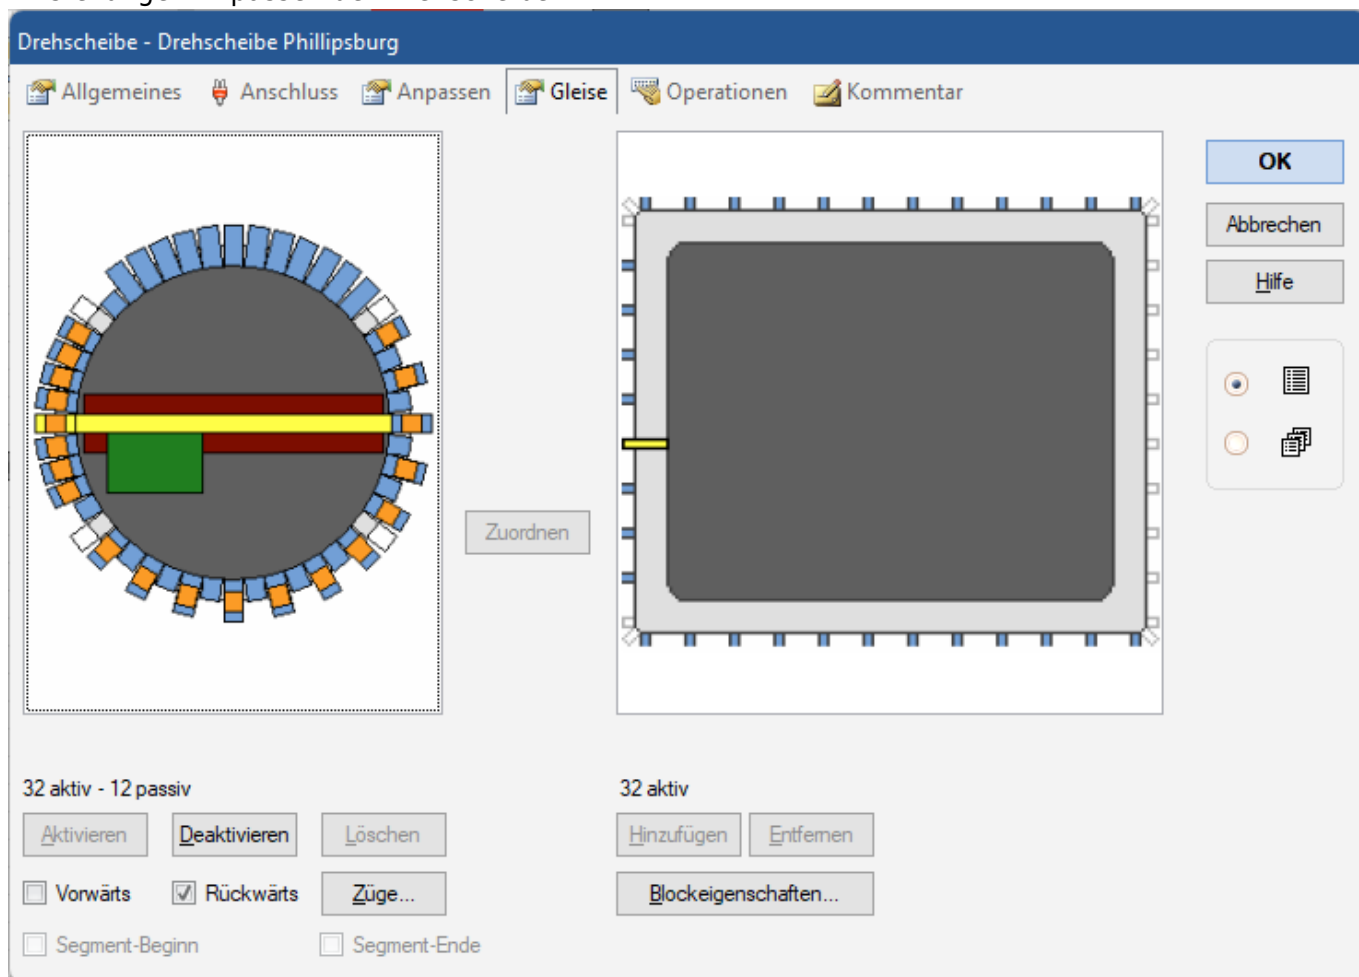 Drehscheibe - Drehscheibe Phillipsburg
Allgemeines Anschluss Anpassen Gleise Operationen Kommentar
OK
Abbrechen
Hilfe
Zuordnen
32 aktiv - 12 passiv
32 aktiv
Aktivieren Deaktivieren Löschen
Hinzufügen Entfernen
Vorwärts Rückwärts Züge...
Blockeigenschaften...
Segment-Beginn Segment-Ende